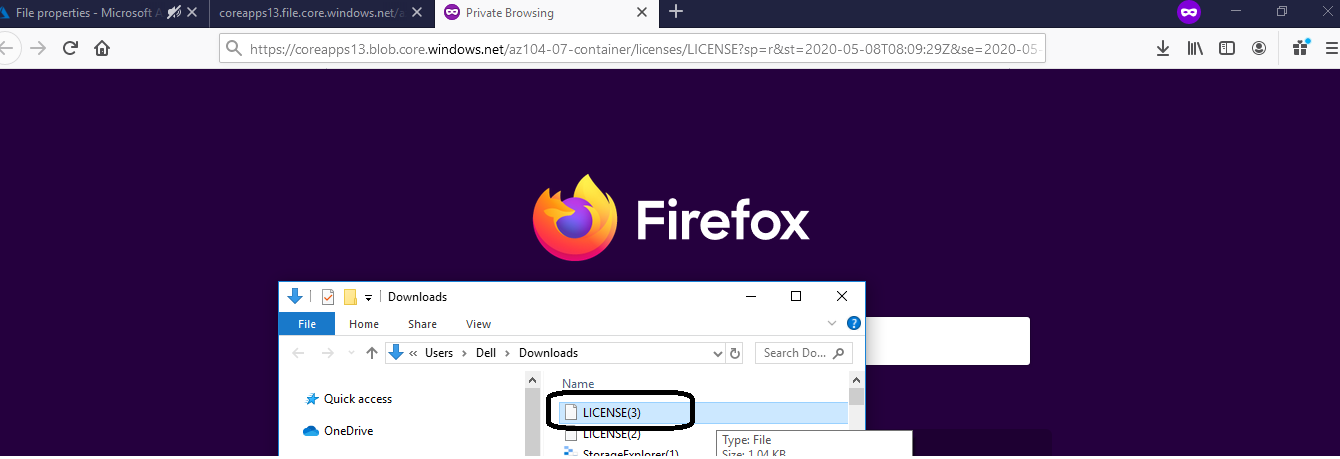 File properties - Microsoft A
coreapps13.file.core.windows.net/a
Private Browsing
https://coreapps13.blob.core.windows.net/az104-07-container/licenses/LICENSE?sp=r&st=2020-05-08T08:09:29Z&se=2020-05-
Firefox
Downloads
File Home Share View
« Users > Dell > Downloads
Search Do...
Name
Quick access
LICENSE(3)
OneDrive
LICENSE(2)
Type: File
StorageExplorer(1)
Size: 1.04 KB